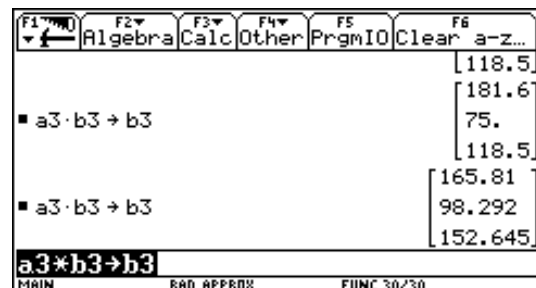 F1 F2 F3 F4 F5 F6
Algebra Calc Other PrgmIO Clear a-z…
[118.5]
[181.6]
a3·b3→b3 [75.]
[118.5]
[165.81]
a3·b3→b3 [98.292]
[152.645]
a3*b3→b3
MAIN RAD APPROX FUNC 30/30